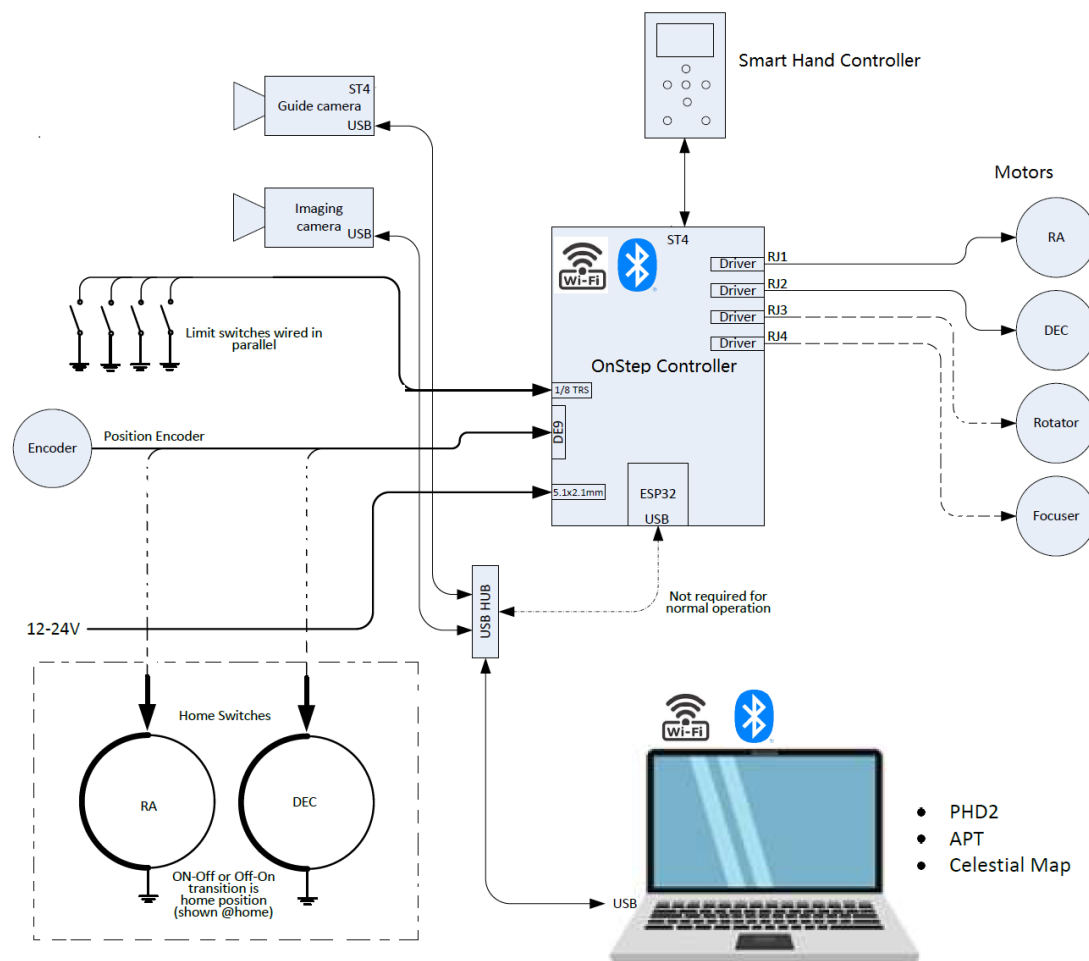 Smart Hand Controller
ST4
Guide camera
USB
Imaging
camera
USB
Motors
ST4
Wi-Fi
Driver
RJ1
RA
Driver
RJ2
Driver
RJ3
DEC
Driver
RJ4
Limit switches wired in
parallel
OnStep Controller
1/8 TRS
DE9
Encoder
Position Encoder
Rotator
5.1x2.1mm
ESP32
USB
Focuser
USB HUB
Not required for
normal operation
12-24V
Home Switches
RA
DEC
ON-Off or Off-On
transition is
home position
(shown @home)
Wi-Fi
PHD2
APT
Celestial Map
USB